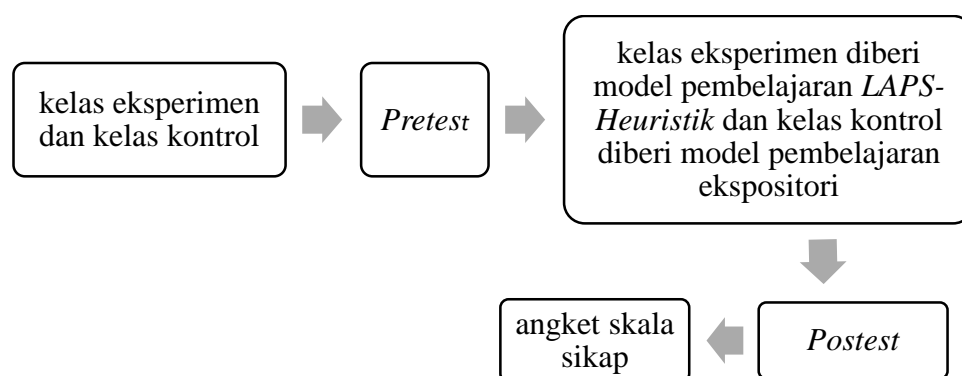 kelas eksperimen
dan kelas kontrol
Pretest
kelas eksperimen diberi
model pembelajaran LAPS-
Heuristik dan kelas kontrol
diberi model pembelajaran
ekspositori
Postest
angket skala
sikap